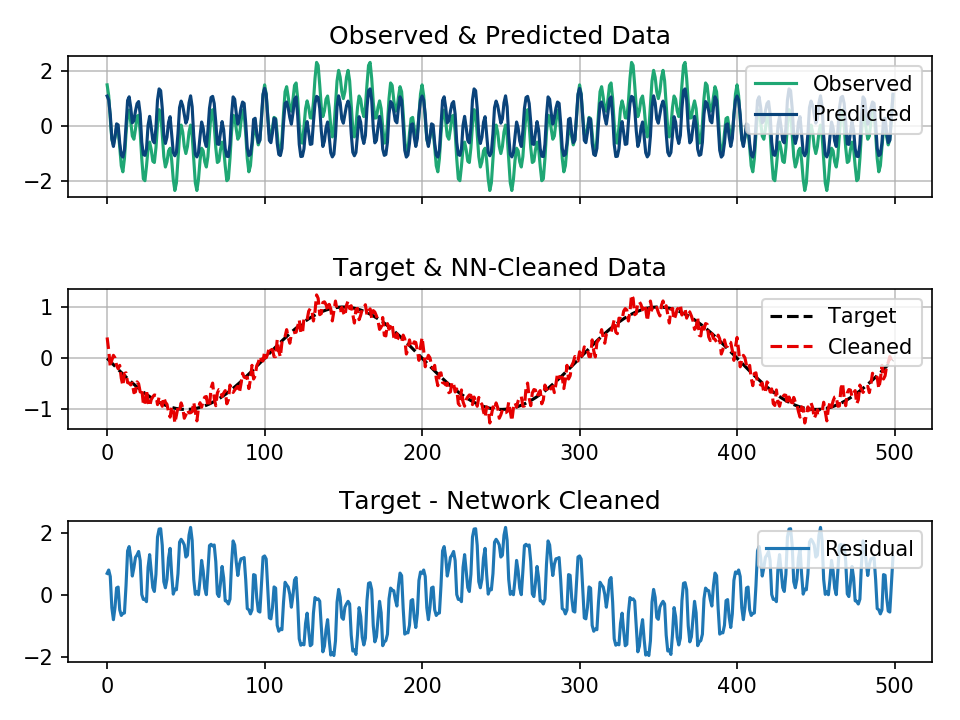 Observed & Predicted Data
2
0
−2
Observed
Predicted
Target & NN-Cleaned Data
1
0
−1
Target
Cleaned
0 100 200 300 400 500
Target - Network Cleaned
2
0
−2
Residual
0 100 200 300 400 500